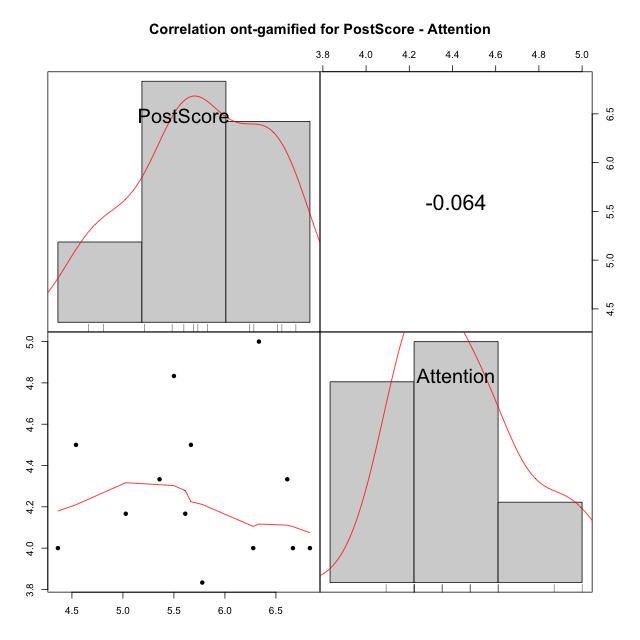 Correlation ont-gamified for PostScore - Attention
3.8 4.0 4.2 4.4 4.6 4.8 5.0
PostScore
-0.064
6.5
6.0
5.5
5.0
4.5
Attention
5.0
4.8
4.6
4.4
4.2
4.0
3.8
4.5 5.0 5.5 6.0 6.5